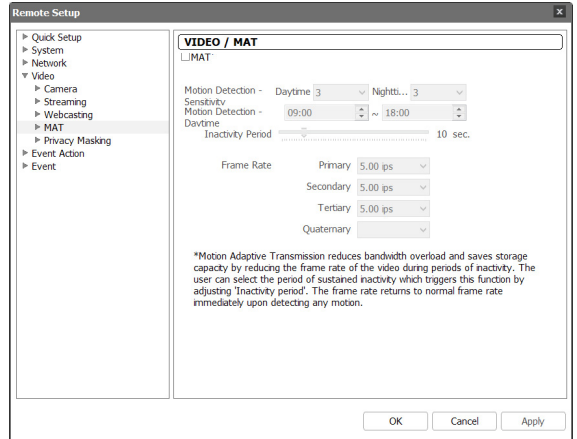 Remote Setup
x
Quick Setup
System
Network
Video
Camera
Streaming
Webcasting
MAT
Privacy Masking
Event Action
Event
VIDEO / MAT
MAT
Motion Detection - Sensitivity
Daytime 3 Nightti... 3
Motion Detection - Daytime
09:00 ~ 18:00
Inactivity Period 10 sec.
Frame Rate Primary 5.00 ips
Secondary 5.00 ips
Tertiary 5.00 ips
Quaternary
*Motion Adaptive Transmission reduces bandwidth overload and saves storage
capacity by reducing the frame rate of the video during periods of inactivity. The
user can select the period of sustained inactivity which triggers this function by
adjusting 'Inactivity period'. The frame rate returns to normal frame rate
immediately upon detecting any motion.
OK Cancel Apply